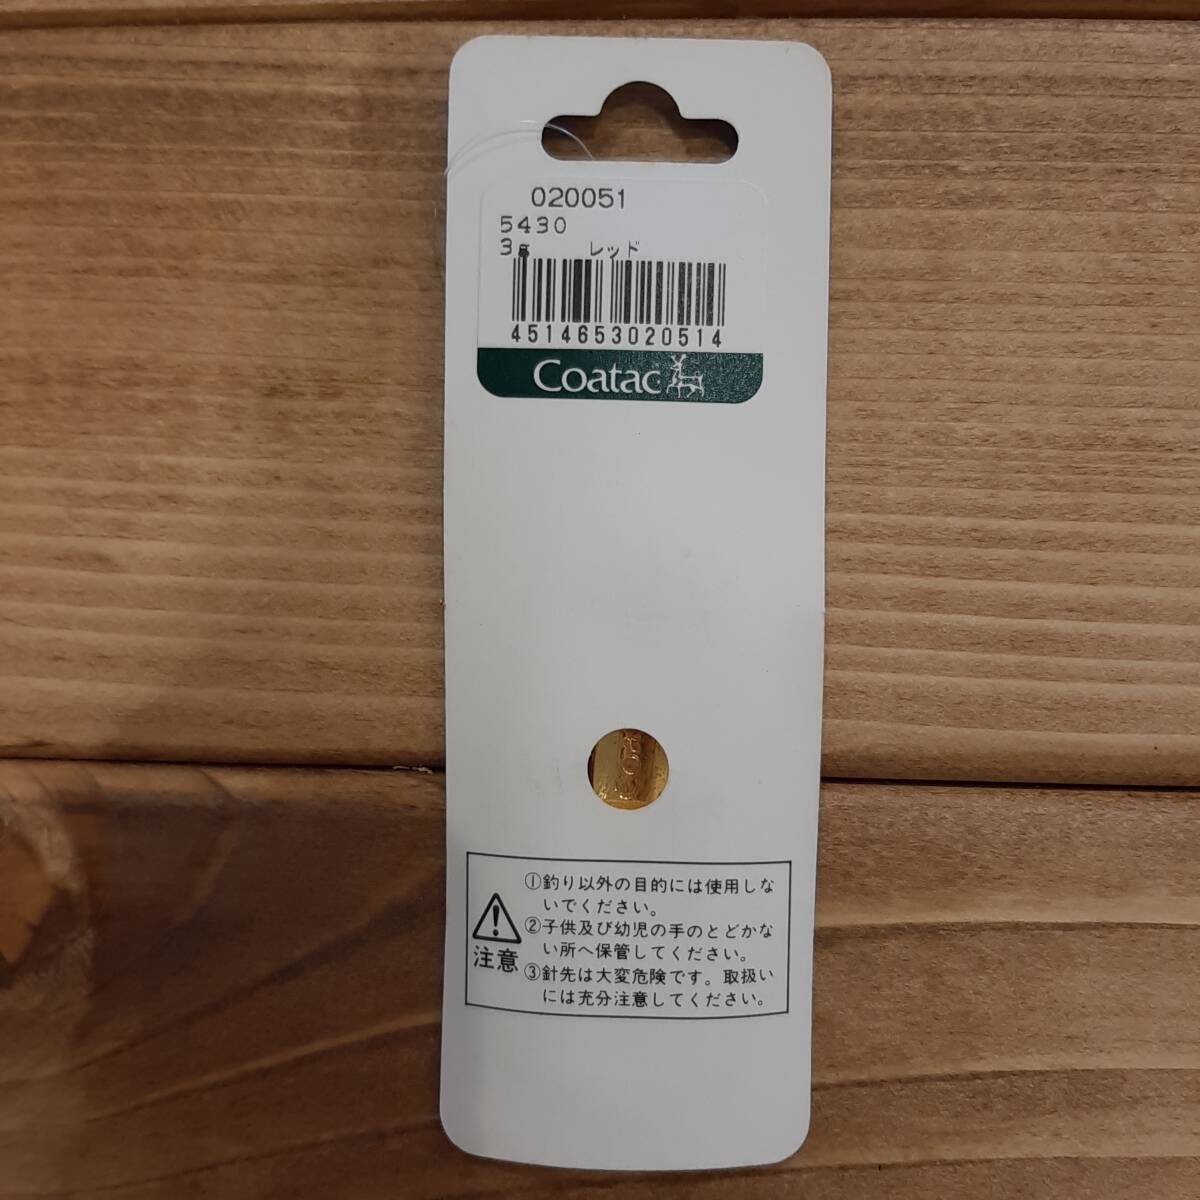 020051
5430
3g レッド
4514653020514
Coatac
注意
①釣り以外の目的には使用しな
いでください。
②子供及び幼児の手のとどかな
い所へ保管してください。
③針先は大変危険です。取扱い
には充分注意してください。